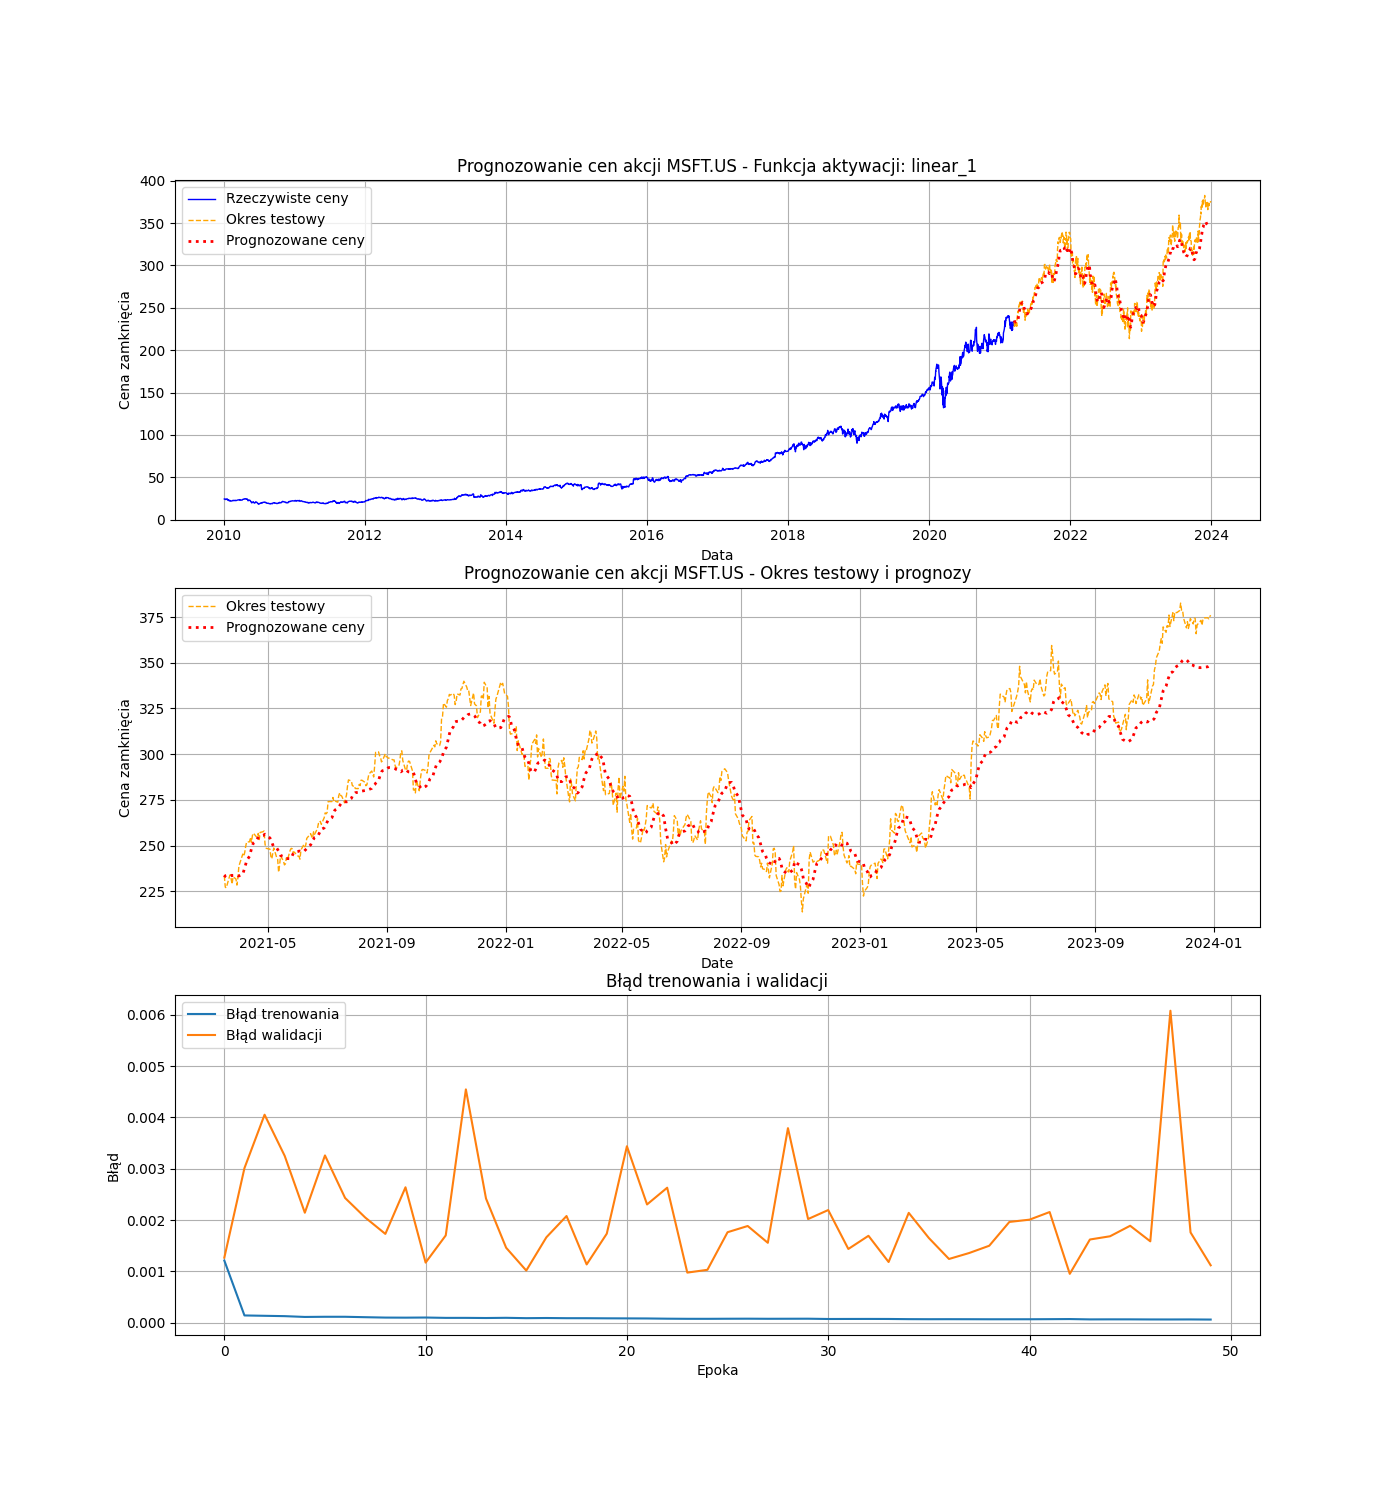 Prognozowanie cen akcji MSFT.US - Funkcja aktywacji: linear_1
400
350
300
250
200
150
100
50
0
Cena zamknięcia
Rzeczywiste ceny
Okres testowy
Prognozowane ceny
2010 2012 2014 2016 2018 2020 2022 2024
Data
Prognozowanie cen akcji MSFT.US - Okres testowy i prognozy
375
350
325
300
275
250
225
Cena zamknięcia
Okres testowy
Prognozowane ceny
2021-05 2021-09 2022-01 2022-05 2022-09 2023-01 2023-05 2023-09 2024-01
Date
Błąd trenowania i walidacji
0.006
0.005
0.004
0.003
0.002
0.001
0.000
Błąd
Błąd trenowania
Błąd walidacji
0 10 20 30 40 50
Epoka